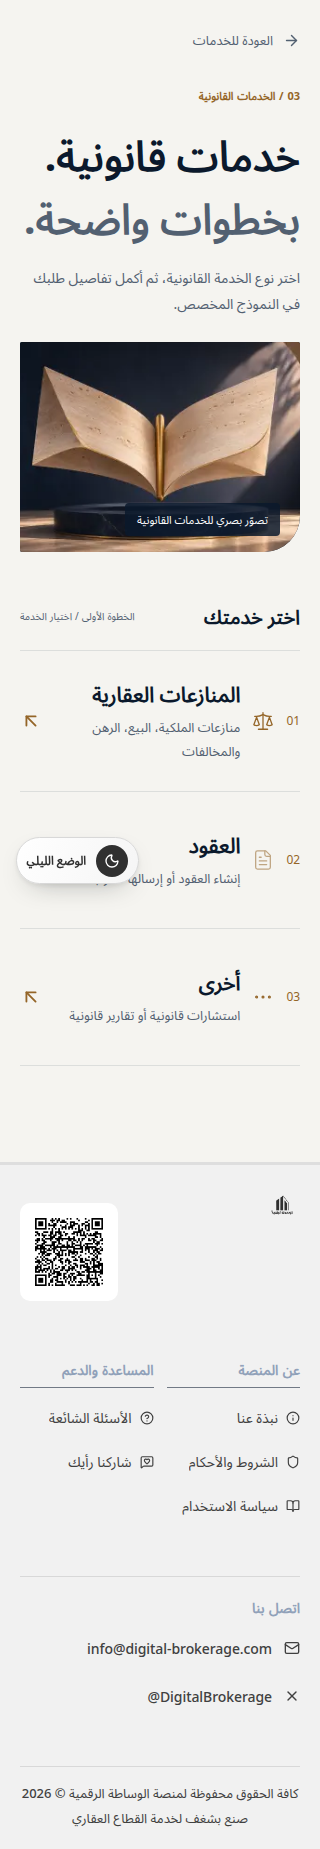 العودة للخدمات
03 / الخدمات القانونية
خدمات قانونية.
بخطوات واضحة.
اختر نوع الخدمة القانونية، ثم أكمل تفاصيل طلبك
في النموذج المخصص.
تصوّر بصري للخدمات القانونية
اختر خدمتك
الخطوة الأولى / اختيار الخدمة
01
المنازعات العقارية
منازعات الملكية، البيع، الرهن
والمخالفات
02
العقود
إنشاء العقود أو إرسالها
الوضع الليلي
03
أخرى
استشارات قانونية أو تقارير قانونية
عن المنصة
نبذة عنا
الشروط والأحكام
سياسة الاستخدام
المساعدة والدعم
الأسئلة الشائعة
شاركنا رأيك
اتصل بنا
info@digital-brokerage.com
@DigitalBrokerage
كافة الحقوق محفوظة لمنصة الوساطة الرقمية © 2026
صنع بشغف لخدمة القطاع العقاري